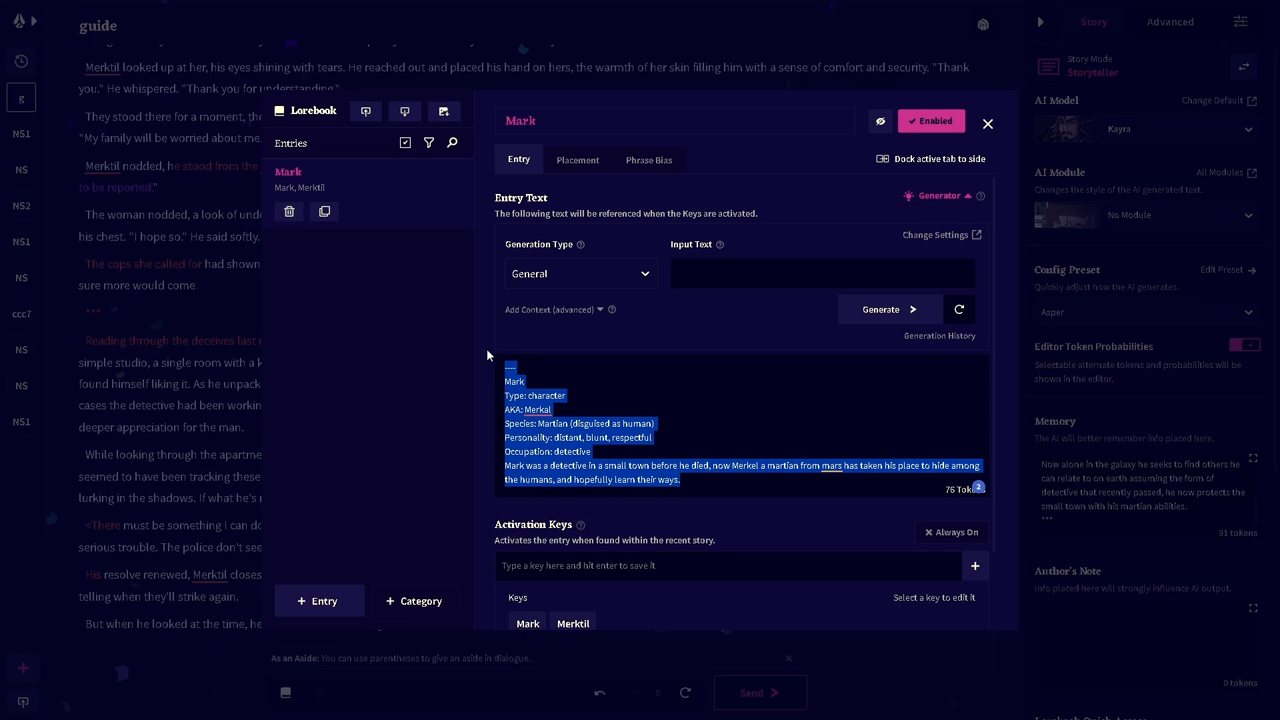 guide
Story
Advanced
Merktil looked up at her, his eyes shining with tears. He reached out and placed his hand on hers, the warmth of her skin filling him with a sense of comfort and security. "Thank
you." He whispered. "Thank you for understanding."
They stood there for a moment, the
"My family will be worried about me.
Merktil nodded, he stood from the
to be reported."
The woman nodded, a look of unde
his chest. "I hope so." He said softly.
The cops she called for had shown
sure more would come.
***
Reading through the deceives last
simple studio, a single room with a k
found himself liking it. As he unpack
cases the detective had been workin
deeper appreciation for the man.
While looking through the apartme
seemed to have been tracking these
lurking in the shadows. If what he's
<There must be something I can do
serious trouble. The police don't see
His resolve renewed, Merktil closes
telling when they'll strike again.
But when he looked at the time, he
g
NS1
NS
NS2
NS1
NS
ccc7
NS
NS
NS1
Lorebook
Entries
Mark
Mark, Merktil
+ Entry
+ Category
Mark
Enabled
Entry
Placement
Phrase Bias
Dock active tab to side
Entry Text
Generator
The following text will be referenced when the Keys are activated.
Change Settings
Generation Type
Input Text
General
Add Context (advanced)
Generate
Generation History
----
Mark
Type: character
AKA: Merkal
Species: Martian (disguised as human)
Personality: distant, blunt, respectful
Occupation: detective
Mark was a detective in a small town before he died, now Merkel a martian from mars has taken his place to hide among
the humans, and hopefully learn their ways.
76 Tok
2
Activation Keys
Activates the entry when found within the recent story.
Always On
Type a key here and hit enter to save it
Keys
Select a key to edit it
Mark
Merktil
As an Aside: You can use parentheses to give an aside in dialogue.
0
Send
Story Mode
Storyteller
AI Model
Change Default
Kayra
AI Module
All Modules
Changes the style of the AI generated text.
No Module
Config Preset
Edit Preset
Quickly adjust how the AI generates.
Asper
Editor Token Probabilities
Selectable alternate tokens and probabilities will
be shown in the editor.
Memory
The AI will better remember info placed here.
Now alone in the galaxy he seeks to find others he
can relate to on earth assuming the form of
detective that recently passed, he now protects the
small town with his martian abilities.
***
91 tokens
Author's Note
Info placed here will strongly influence AI output.
0 tokens
Lorebook Quick Access